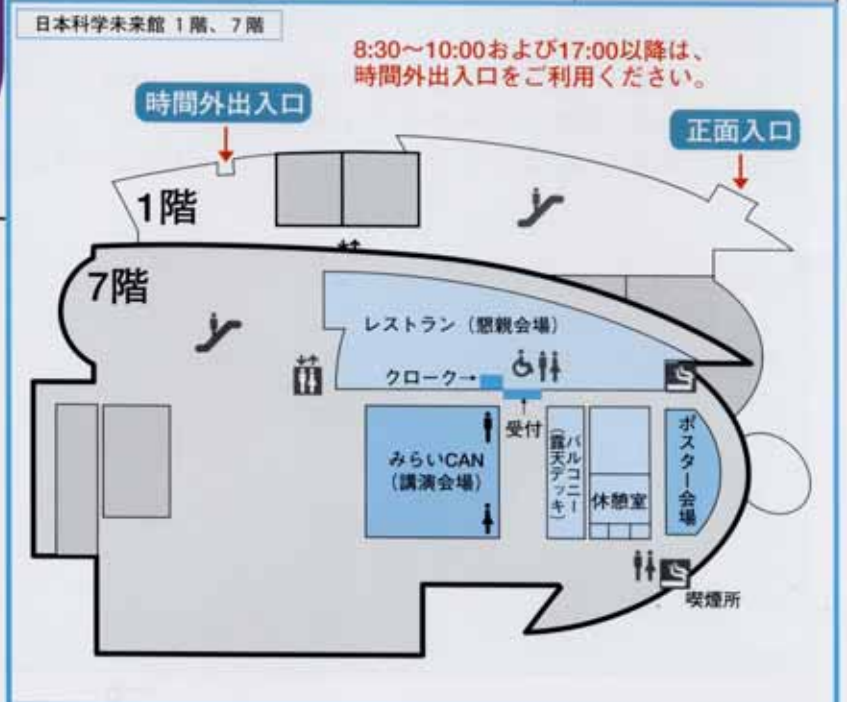 日本科学未来館 1階、7階
8:30～10:00および17:00以降は、
時間外出入口をご利用ください。
時間外出入口
正面入口
1階
7階
レストラン（懇親会場）
クローク→
受付
みらいCAN
（講演会場）
バルコニー
（露天デッキ）
休憩室
ポスター会場
喫煙所